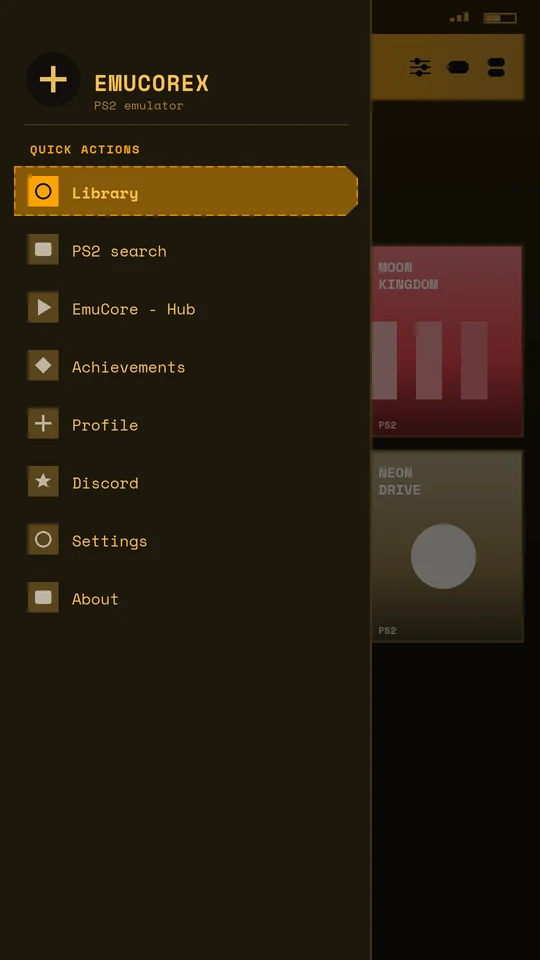 EMUCOREX
PS2 emulator
QUICK ACTIONS
Library
PS2 search
EmuCore - Hub
Achievements
Profile
Discord
Settings
About
MOON
KINGDOM
PS2
NEON
DRIVE
PS2